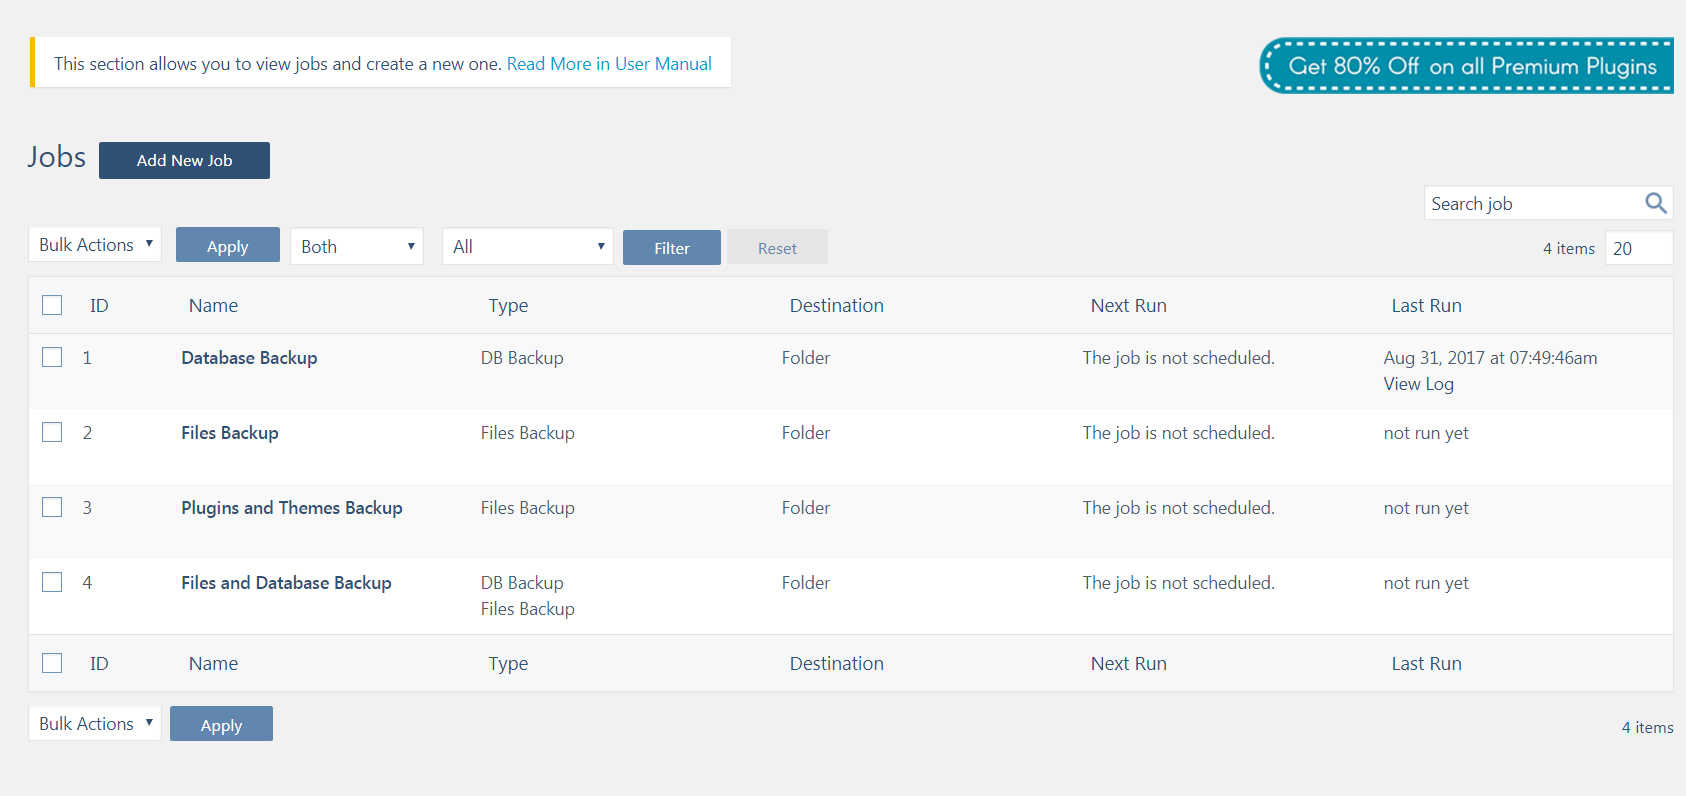 This section allows you to view jobs and create a new one. Read More in User Manual
Get 80% Off on all Premium Plugins
Jobs Add New Job
Search job
Bulk Actions Apply Both All Filter Reset 4 items 20
ID Name Type Destination Next Run Last Run
1 Database Backup DB Backup Folder The job is not scheduled. Aug 31, 2017 at 07:49:46am
View Log
2 Files Backup Files Backup Folder The job is not scheduled. not run yet
3 Plugins and Themes Backup Files Backup Folder The job is not scheduled. not run yet
4 Files and Database Backup DB Backup Folder The job is not scheduled. not run yet
Files Backup
ID Name Type Destination Next Run Last Run
Bulk Actions Apply 4 items